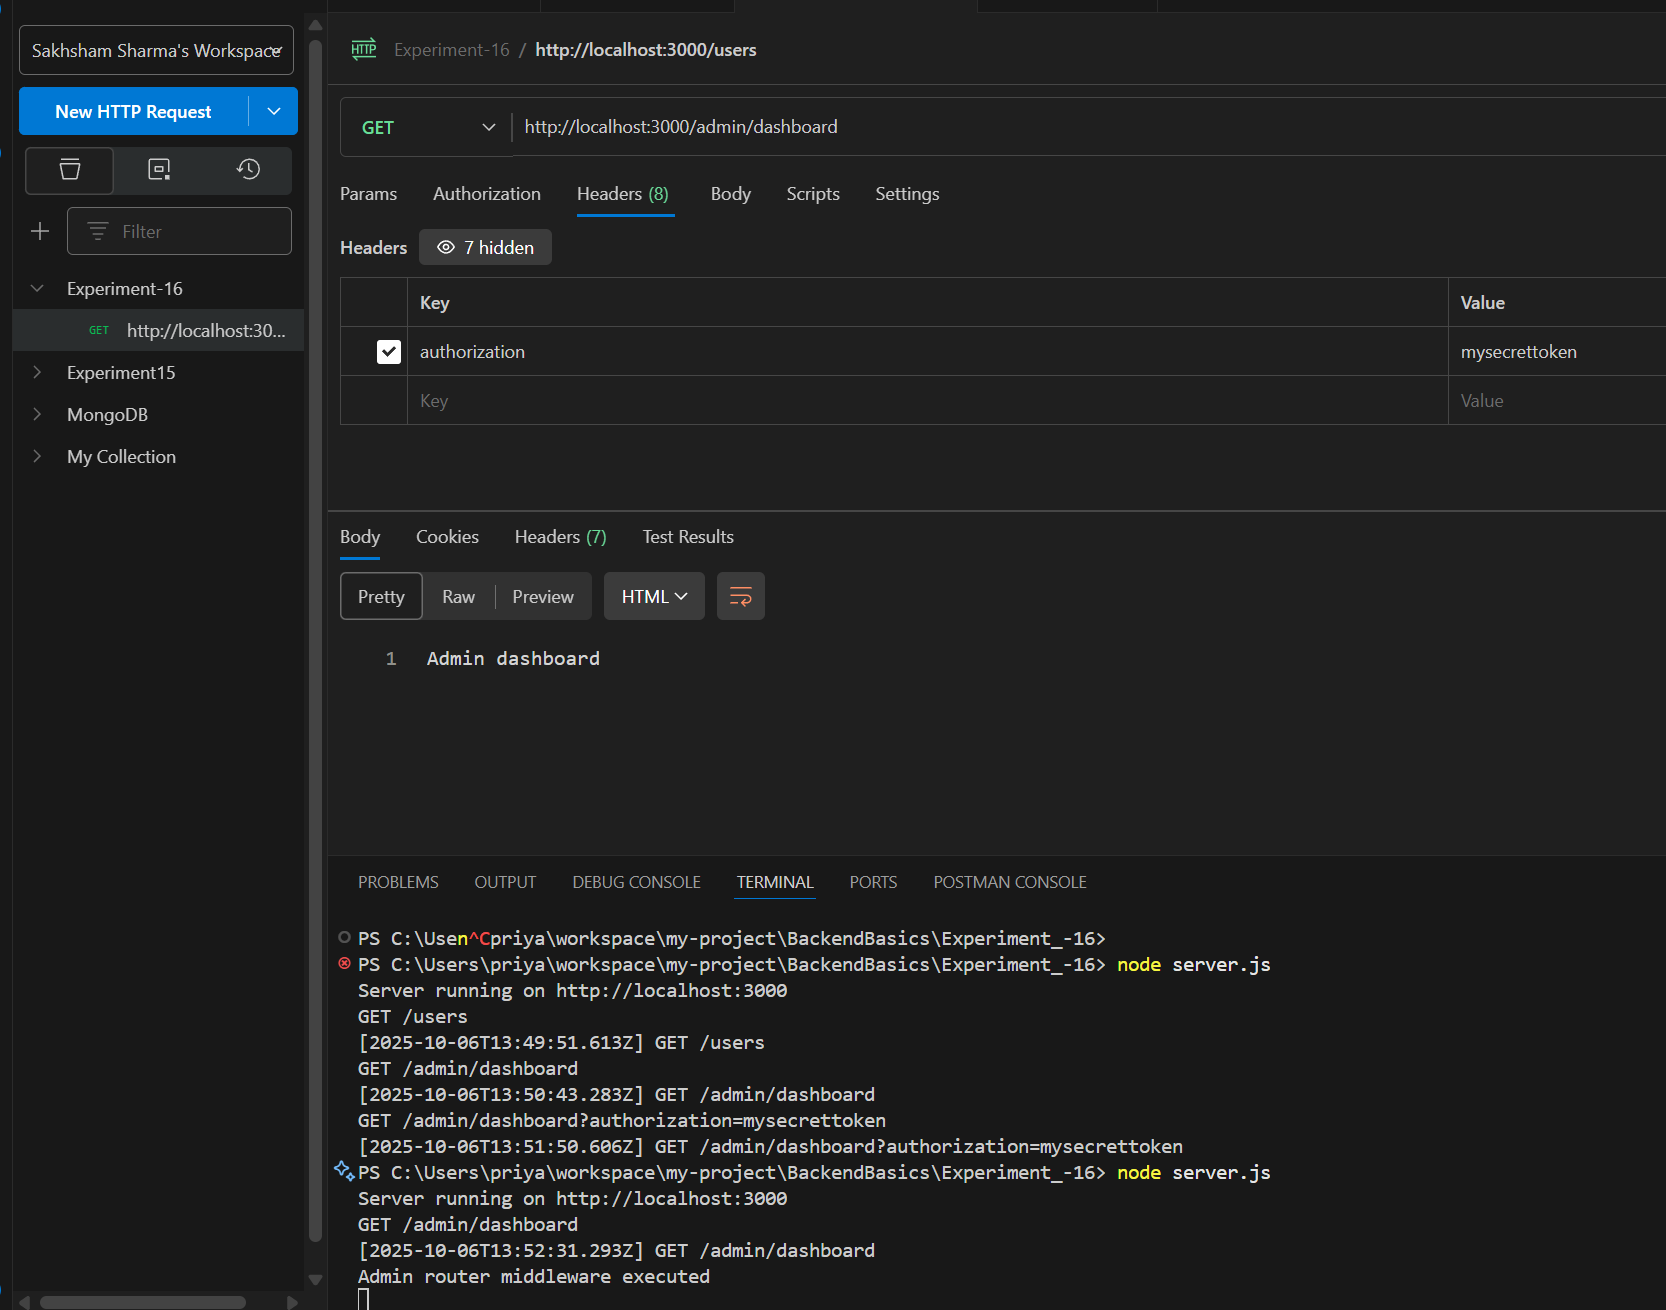 Sakhsham Sharma's Workspace
New HTTP Request
Filter
Experiment-16
GET http://localhost:30...
Experiment15
MongoDB
My Collection
HTTP Experiment-16 / http://localhost:3000/users
GET http://localhost:3000/admin/dashboard
Params Authorization Headers (8) Body Scripts Settings
Headers 7 hidden
Key Value
authorization mysecrettoken
Key Value
Body Cookies Headers (7) Test Results
Pretty Raw Preview HTML
1 Admin dashboard
PROBLEMS OUTPUT DEBUG CONSOLE TERMINAL PORTS POSTMAN CONSOLE
PS C:\Usen^Cpriya\workspace\my-project\BackendBasics\Experiment_-16>
PS C:\Users\priya\workspace\my-project\BackendBasics\Experiment_-16> node server.js
Server running on http://localhost:3000
GET /users
[2025-10-06T13:49:51.613Z] GET /users
GET /admin/dashboard
[2025-10-06T13:50:43.283Z] GET /admin/dashboard
GET /admin/dashboard?authorization=mysecrettoken
[2025-10-06T13:51:50.606Z] GET /admin/dashboard?authorization=mysecrettoken
PS C:\Users\priya\workspace\my-project\BackendBasics\Experiment_-16> node server.js
Server running on http://localhost:3000
GET /admin/dashboard
[2025-10-06T13:52:31.293Z] GET /admin/dashboard
Admin router middleware executed